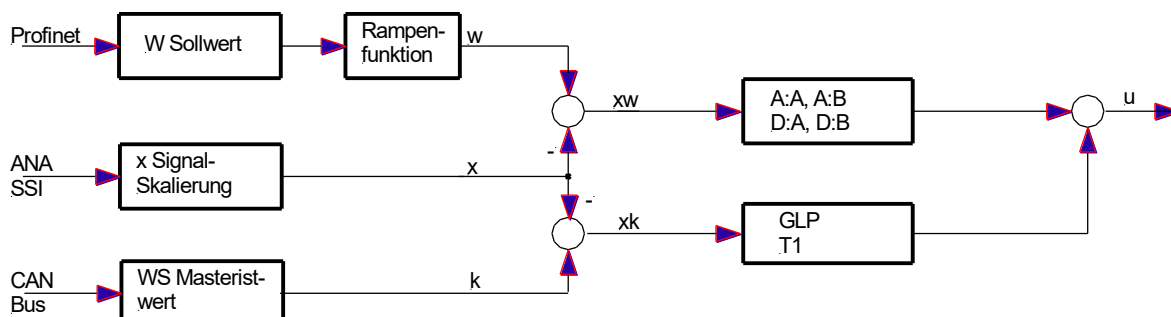 Profinet
W Sollwert
Rampen-
funktion
w
xw
A:A, A:B
D:A, D:B
u
-
ANA
SSI
x Signal-
Skalierung
x
-
xk
GLP
T1
CAN
Bus
WS Masterist-
wert
k